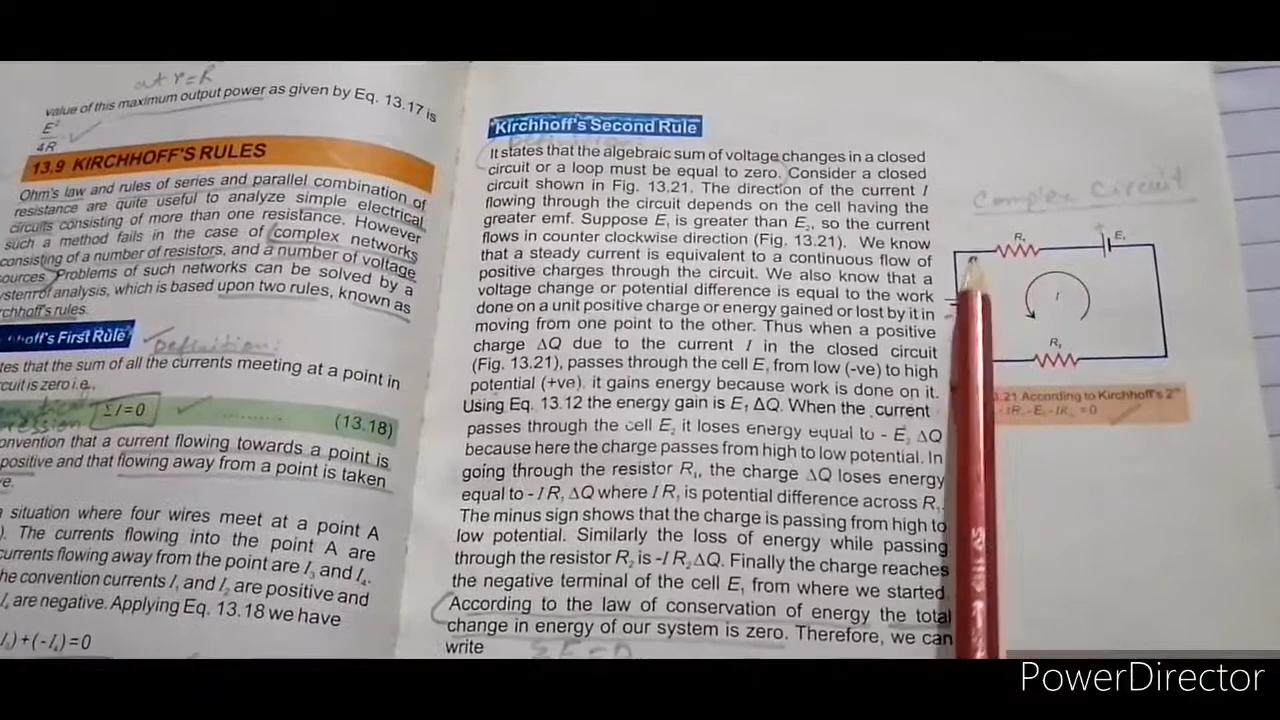 at r=R
value of this maximum output power as given by Eq. 13.17 is
E²
4R
13.9 KIRCHHOFF'S RULES
Ohm's law and rules of series and parallel combination of
resistance are quite useful to analyze simple electrical
circuits consisting of more than one resistance. However
such a method fails in the case of complex networks
consisting of a number of resistors, and a number of voltage
sources. Problems of such networks can be solved by a
system of analysis, which is based upon two rules, known as
rchhoff's rules.
hoff's First Rule
Definition:
tes that the sum of all the currents meeting at a point in
cuit is zero i.e.,
ΣI=0 ............ (13.18)
onvention that a current flowing towards a point is
positive and that flowing away from a point is taken
ve.
a situation where four wires meet at a point A
). The currents flowing into the point A are
currents flowing away from the point are I₃ and I₄.
he convention currents I₁ and I₂ are positive and
I₄ are negative. Applying Eq. 13.18 we have
I₃)+(-I₄)=0
Kirchhoff's Second Rule
It states that the algebraic sum of voltage changes in a closed
circuit or a loop must be equal to zero. Consider a closed
circuit shown in Fig. 13.21. The direction of the current I
flowing through the circuit depends on the cell having the
greater emf. Suppose E₁ is greater than E₂, so the current
flows in counter clockwise direction (Fig. 13.21). We know
that a steady current is equivalent to a continuous flow of
positive charges through the circuit. We also know that a
voltage change or potential difference is equal to the work
done on a unit positive charge or energy gained or lost by it in
moving from one point to the other. Thus when a positive
charge ΔQ due to the current I in the closed circuit
(Fig. 13.21), passes through the cell E₁ from low (-ve) to high
potential (+ve), it gains energy because work is done on it.
Using Eq. 13.12 the energy gain is E₁ ΔQ. When the current
passes through the cell E₂ it loses energy equal to - E₂ ΔQ
because here the charge passes from high to low potential. In
going through the resistor R₁, the charge ΔQ loses energy
equal to - I R₁ ΔQ where I R₁ is potential difference across R₁.
The minus sign shows that the charge is passing from high to
low potential. Similarly the loss of energy while passing
through the resistor R₂ is -I R₂ ΔQ. Finally the charge reaches
the negative terminal of the cell E₁ from where we started.
According to the law of conservation of energy the total
change in energy of our system is zero. Therefore, we can
write
Complex Circuit
R₁
E₁
I
R₂
.21 According to Kirchhoff's 2ⁿᵈ
- IR₁ - E₂ - IR₂ = 0
PowerDirector